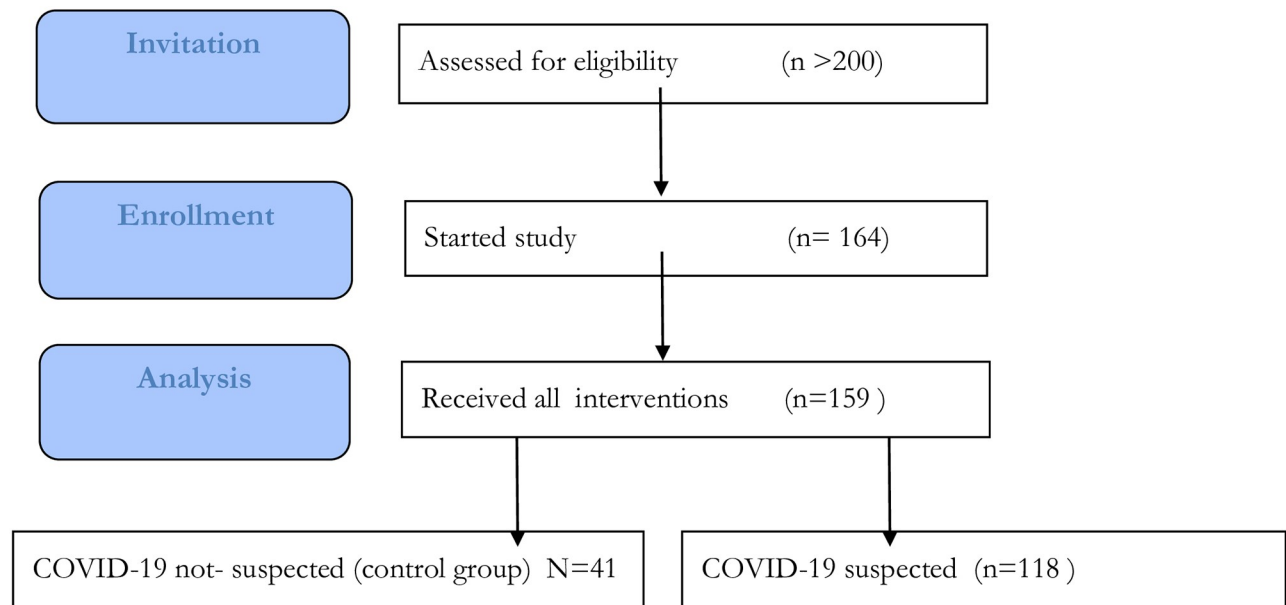 Invitation
Assessed for eligibility (n >200)
Enrollment
Started study (n= 164)
Analysis
Received all interventions (n=159 )
COVID-19 not- suspected (control group) N=41
COVID-19 suspected (n=118 )